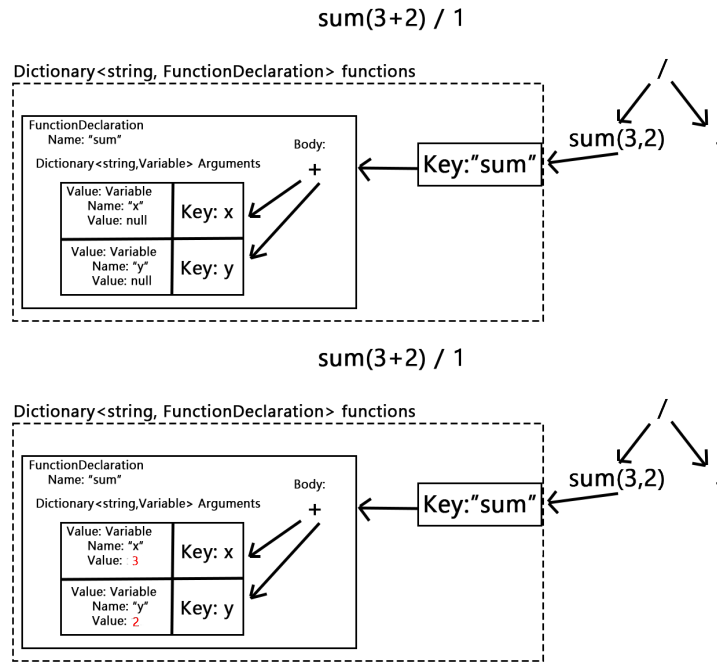 sum(3+2) / 1
Dictionary<string, FunctionDeclaration> functions
/
FunctionDeclaration
Name: "sum"
Body:
sum(3,2)
Dictionary<string,Variable> Arguments
+
Key:"sum"
Value: Variable
Name: "x"
Value: null
Key: x
Value: Variable
Name: "y"
Value: null
Key: y
sum(3+2) / 1
Dictionary<string, FunctionDeclaration> functions
/
FunctionDeclaration
Name: "sum"
Body:
sum(3,2)
Dictionary<string,Variable> Arguments
+
Key:"sum"
Value: Variable
Name: "x"
Value: 3
Key: x
Value: Variable
Name: "y"
Value: 2
Key: y